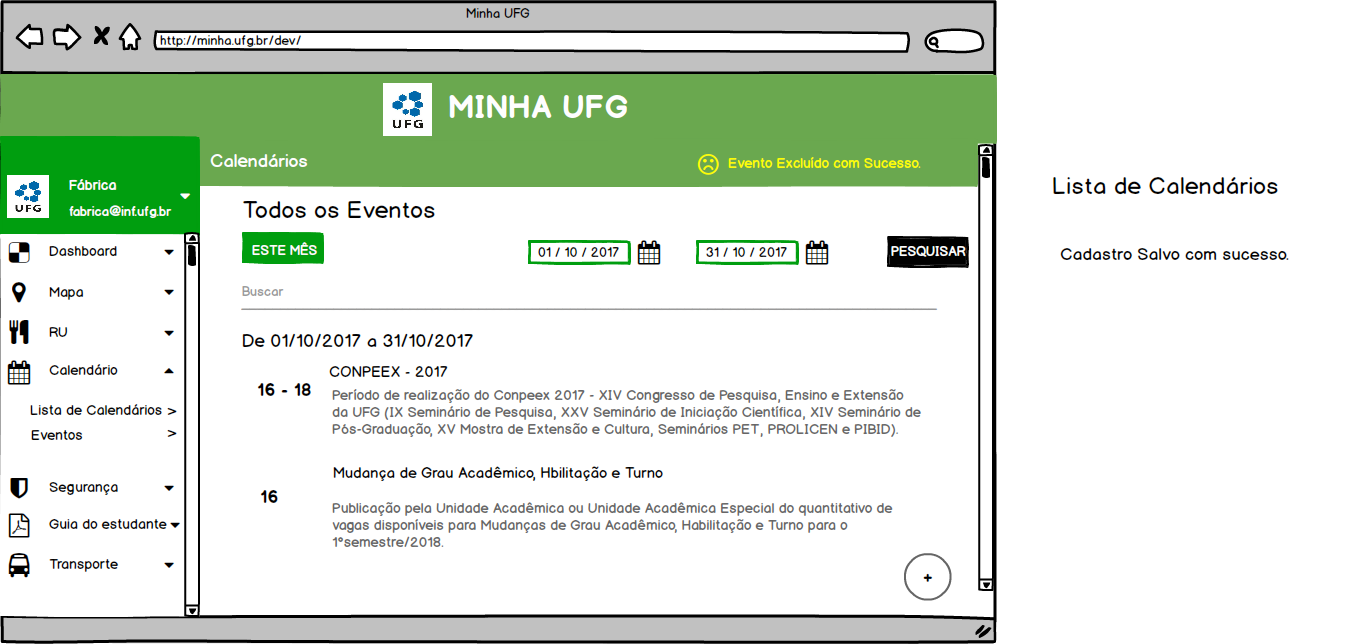 Minha UFG
http://minha.ufg.br/dev/
UFG
MINHA UFG
Calendários
Evento Excluído com Sucesso.
UFG
Fábrica
fabrica@inf.ufg.br
Dashboard
Mapa
RU
Calendário
Lista de Calendários >
Eventos >
Segurança
Guia do estudante
Transporte
Todos os Eventos
ESTE MÊS
01 / 10 / 2017
31 / 10 / 2017
PESQUISAR
Buscar
De 01/10/2017 a 31/10/2017
16 - 18
CONPEEX - 2017
Período de realização do Conpeex 2017 - XIV Congresso de Pesquisa, Ensino e Extensão
da UFG (IX Seminário de Pesquisa, XXV Seminário de Iniciação Científica, XIV Seminário de
Pós-Graduação, XV Mostra de Extensão e Cultura, Seminários PET, PROLICEN e PIBID).
16
Mudança de Grau Acadêmico, Hbilitação e Turno
Publicação pela Unidade Acadêmica ou Unidade Acadêmica Especial do quantitativo de
vagas disponíveis para Mudanças de Grau Acadêmico, Habilitação e Turno para o
1ºsemestre/2018.
+
Lista de Calendários
Cadastro Salvo com sucesso.